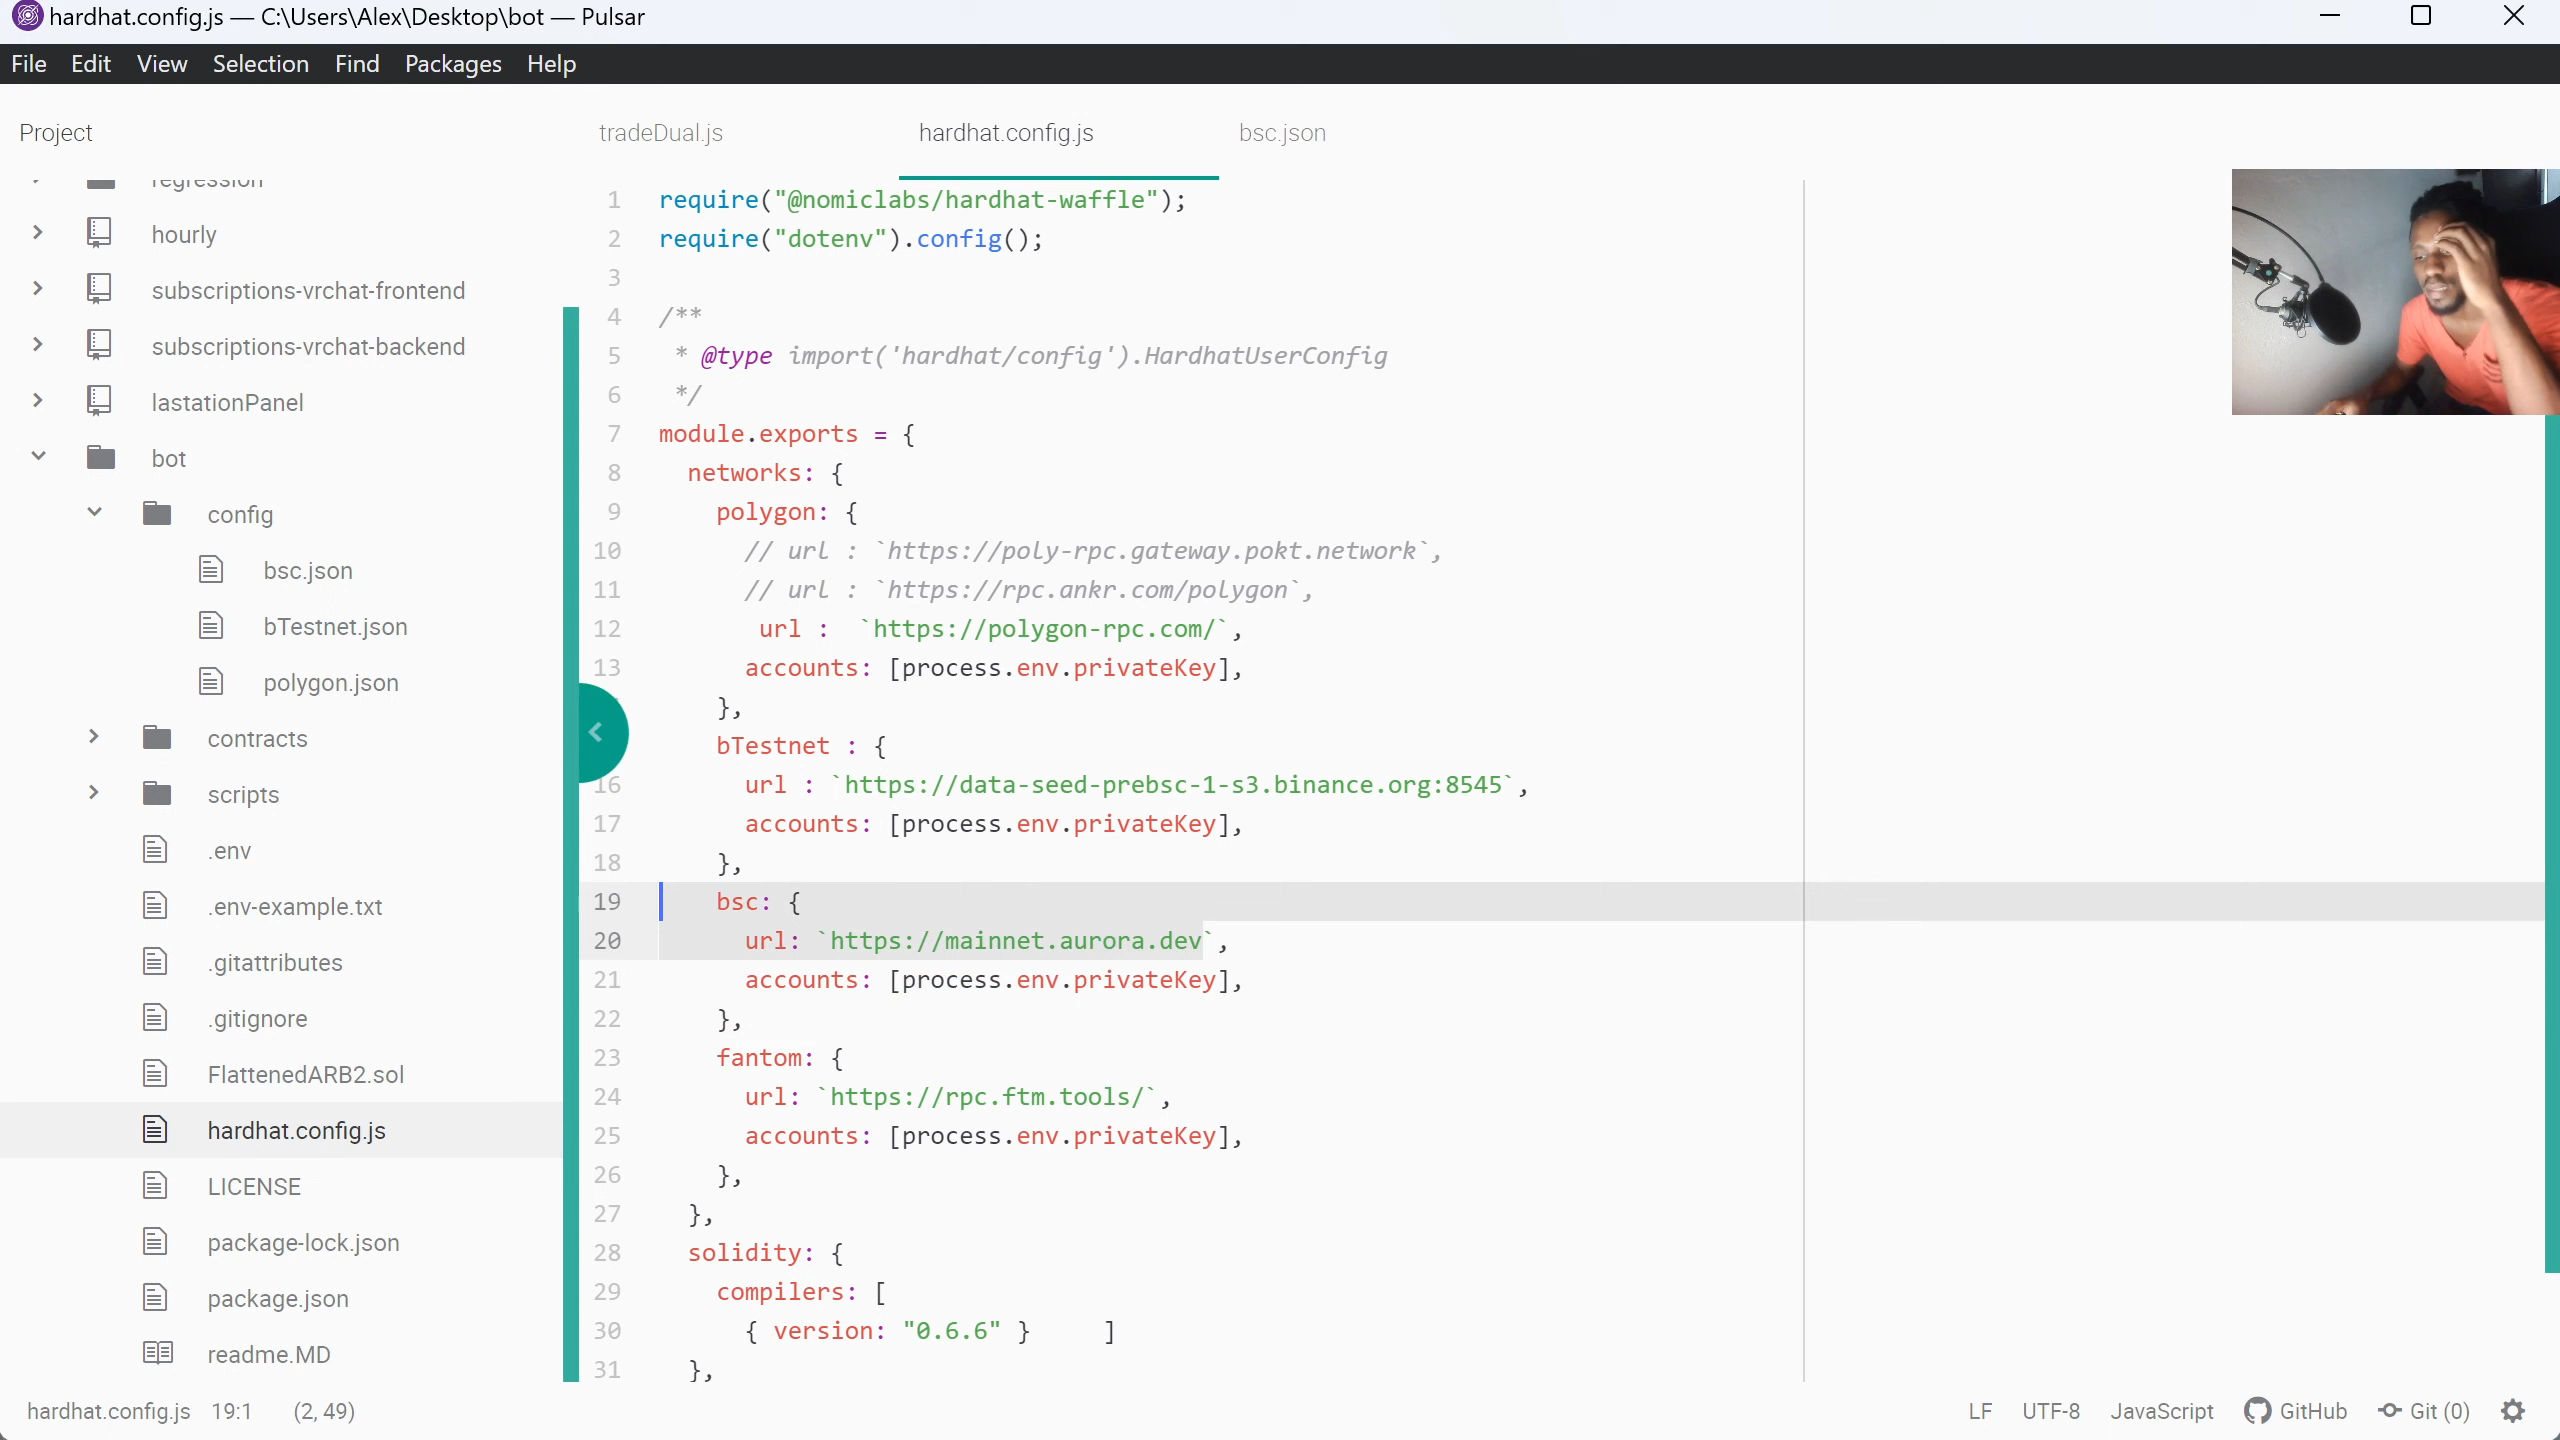 hardhat.config.js — C:\Users\Alex\Desktop\bot — Pulsar
File Edit View Selection Find Packages Help
Project
regression
hourly
subscriptions-vrchat-frontend
subscriptions-vrchat-backend
lastationPanel
bot
config
bsc.json
bTestnet.json
polygon.json
contracts
scripts
.env
.env-example.txt
.gitattributes
.gitignore
FlattenedARB2.sol
hardhat.config.js
LICENSE
package-lock.json
package.json
readme.MD
tradeDual.js hardhat.config.js bsc.json
1 require("@nomiclabs/hardhat-waffle");
2 require("dotenv").config();
3
4 /**
5 * @type import('hardhat/config').HardhatUserConfig
6 */
7 module.exports = {
8 networks: {
9 polygon: {
10 // url : `https://poly-rpc.gateway.pokt.network`,
11 // url : `https://rpc.ankr.com/polygon`,
12 url : `https://polygon-rpc.com/`,
13 accounts: [process.env.privateKey],
},
bTestnet : {
16 url : `https://data-seed-prebsc-1-s3.binance.org:8545`,
17 accounts: [process.env.privateKey],
18 },
19 bsc: {
20 url: `https://mainnet.aurora.dev`,
21 accounts: [process.env.privateKey],
22 },
23 fantom: {
24 url: `https://rpc.ftm.tools/`,
25 accounts: [process.env.privateKey],
26 },
27 },
28 solidity: {
29 compilers: [
30 { version: "0.6.6" } ]
31 },
hardhat.config.js 19:1 (2, 49) LF UTF-8 JavaScript GitHub Git (0)